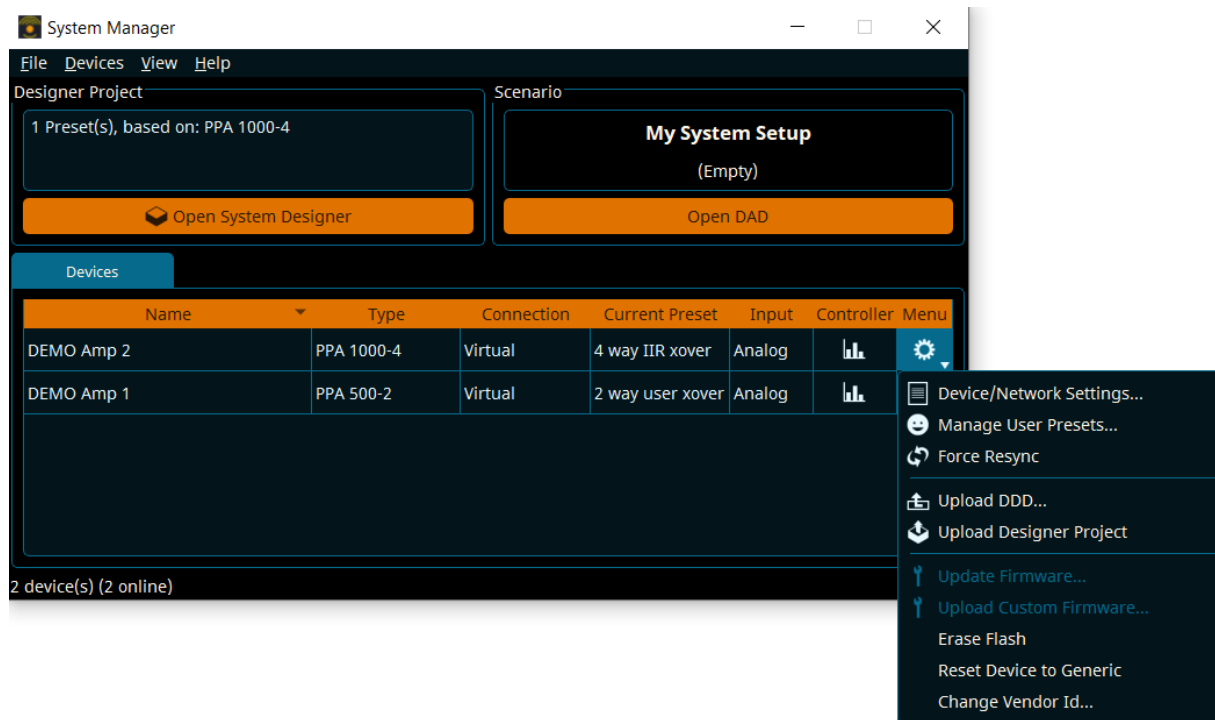 System Manager
File Devices View Help
Designer Project
1 Preset(s), based on: PPA 1000-4
Open System Designer
Scenario
My System Setup
(Empty)
Open DAD
Devices
Name Type Connection Current Preset Input Controller Menu
DEMO Amp 2 PPA 1000-4 Virtual 4 way IIR xover Analog
DEMO Amp 1 PPA 500-2 Virtual 2 way user xover Analog
2 device(s) (2 online)
Device/Network Settings...
Manage User Presets...
Force Resync
Upload DDD...
Upload Designer Project
Update Firmware...
Upload Custom Firmware...
Erase Flash
Reset Device to Generic
Change Vendor Id...